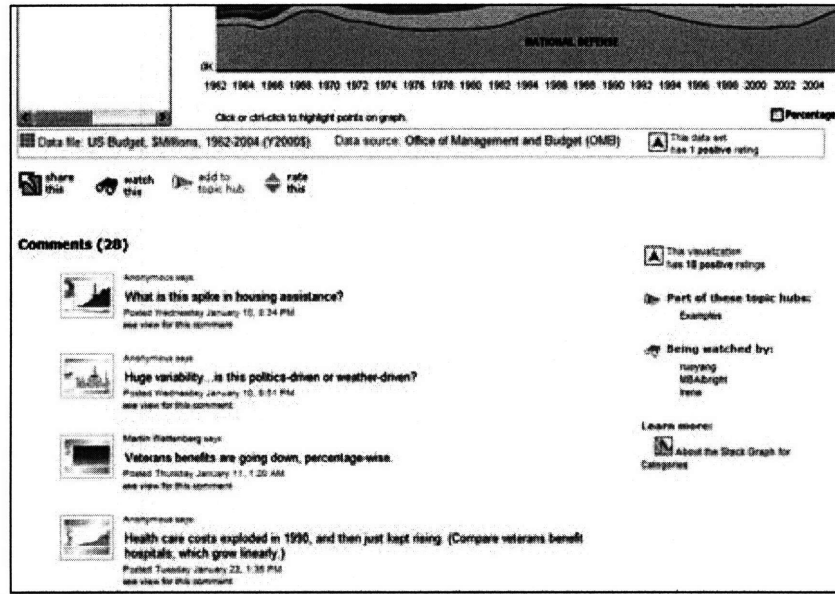 NATIONAL DEFENSE
0K
1962 1964 1966 1968 1970 1972 1974 1976 1978 1980 1982 1984 1986 1988 1990 1992 1994 1996 1998 2000 2002 2004
Click or ctrl-click to highlight points on graph.
Percentage
Data file: US Budget, $Millions, 1962-2004 (Y2000$) Data source: Office of Management and Budget (OMB)
This data set
has 1 positive rating
share
this
watch
this
add to
topic hub
rate
this
Comments (28)
Anonymous says
What is this spike in housing assistance?
Posted Wednesday January 10, 8:34 PM
see view for this comment
Anonymous says
Huge variability...is this politics-driven or weather-driven?
Posted Wednesday January 10, 8:51 PM
see view for this comment
Martin Wattenberg says
Veterans benefits are going down, percentage-wise.
Posted Thursday January 11, 1:20 AM
see view for this comment
Anonymous says
Health care costs exploded in 1990, and then just kept rising. (Compare veterans benefit
hospitals, which grow linearly.)
Posted Tuesday January 23, 1:35 PM
see view for this comment
This visualization
has 18 positive ratings
Part of these topic hubs:
Examples
Being watched by:
ruoyang
MBAbright
Irene
Learn more:
About the Stack Graph for
Categories